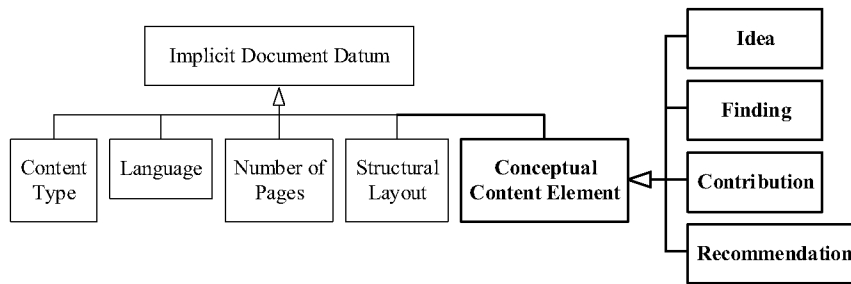 Implicit Document Datum
Content
Type
Language
Number of
Pages
Structural
Layout
Conceptual
Content Element
Idea
Finding
Contribution
Recommendation